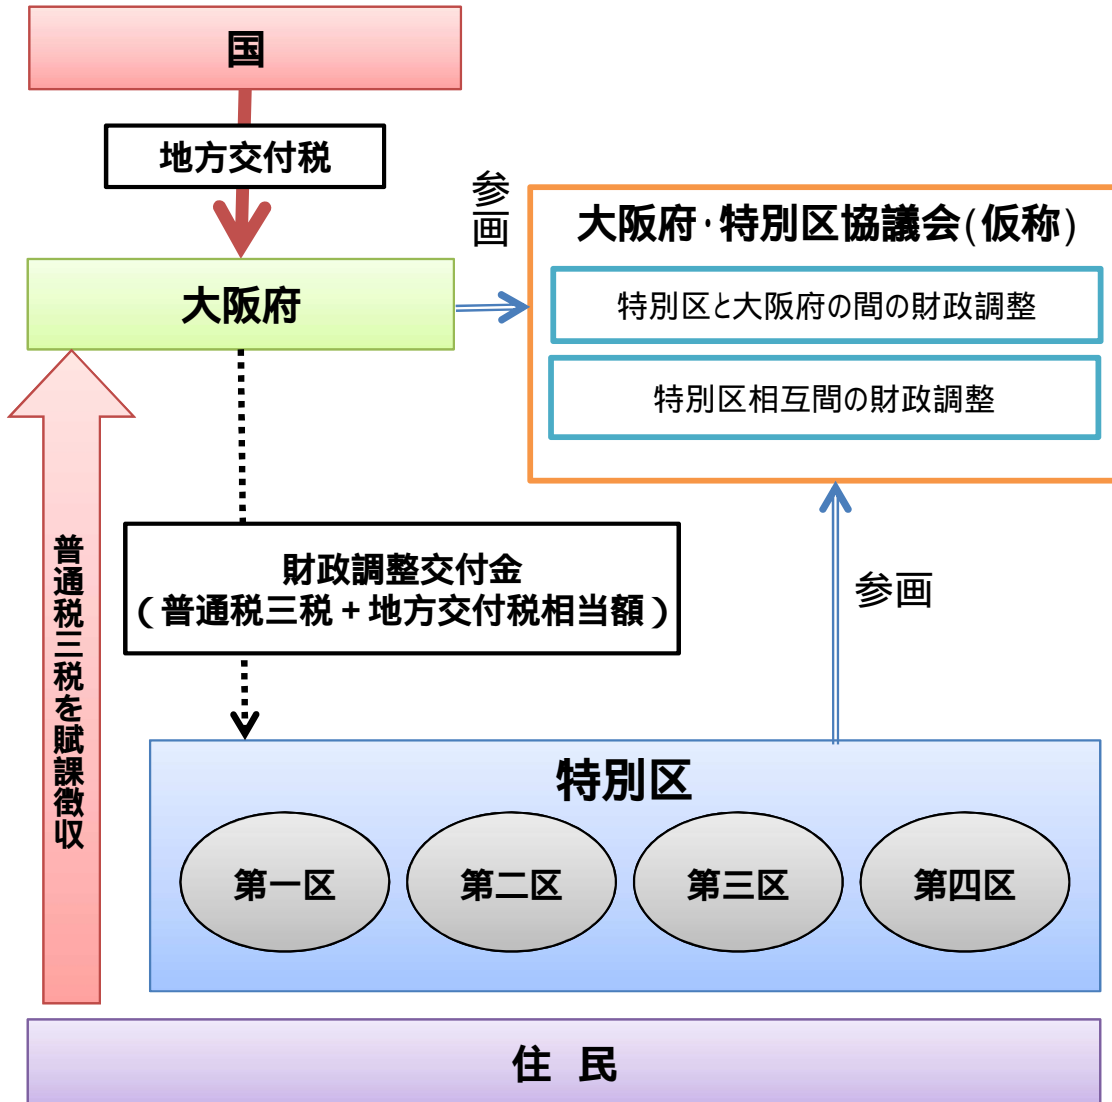 国
地方交付税
参画
大阪府・特別区協議会(仮称)
大阪府
特別区と大阪府の間の財政調整
特別区相互間の財政調整
普通税三税を賦課徴収
財政調整交付金
(普通税三税+地方交付税相当額)
参画
特別区
第一区
第二区
第三区
第四区
住 民